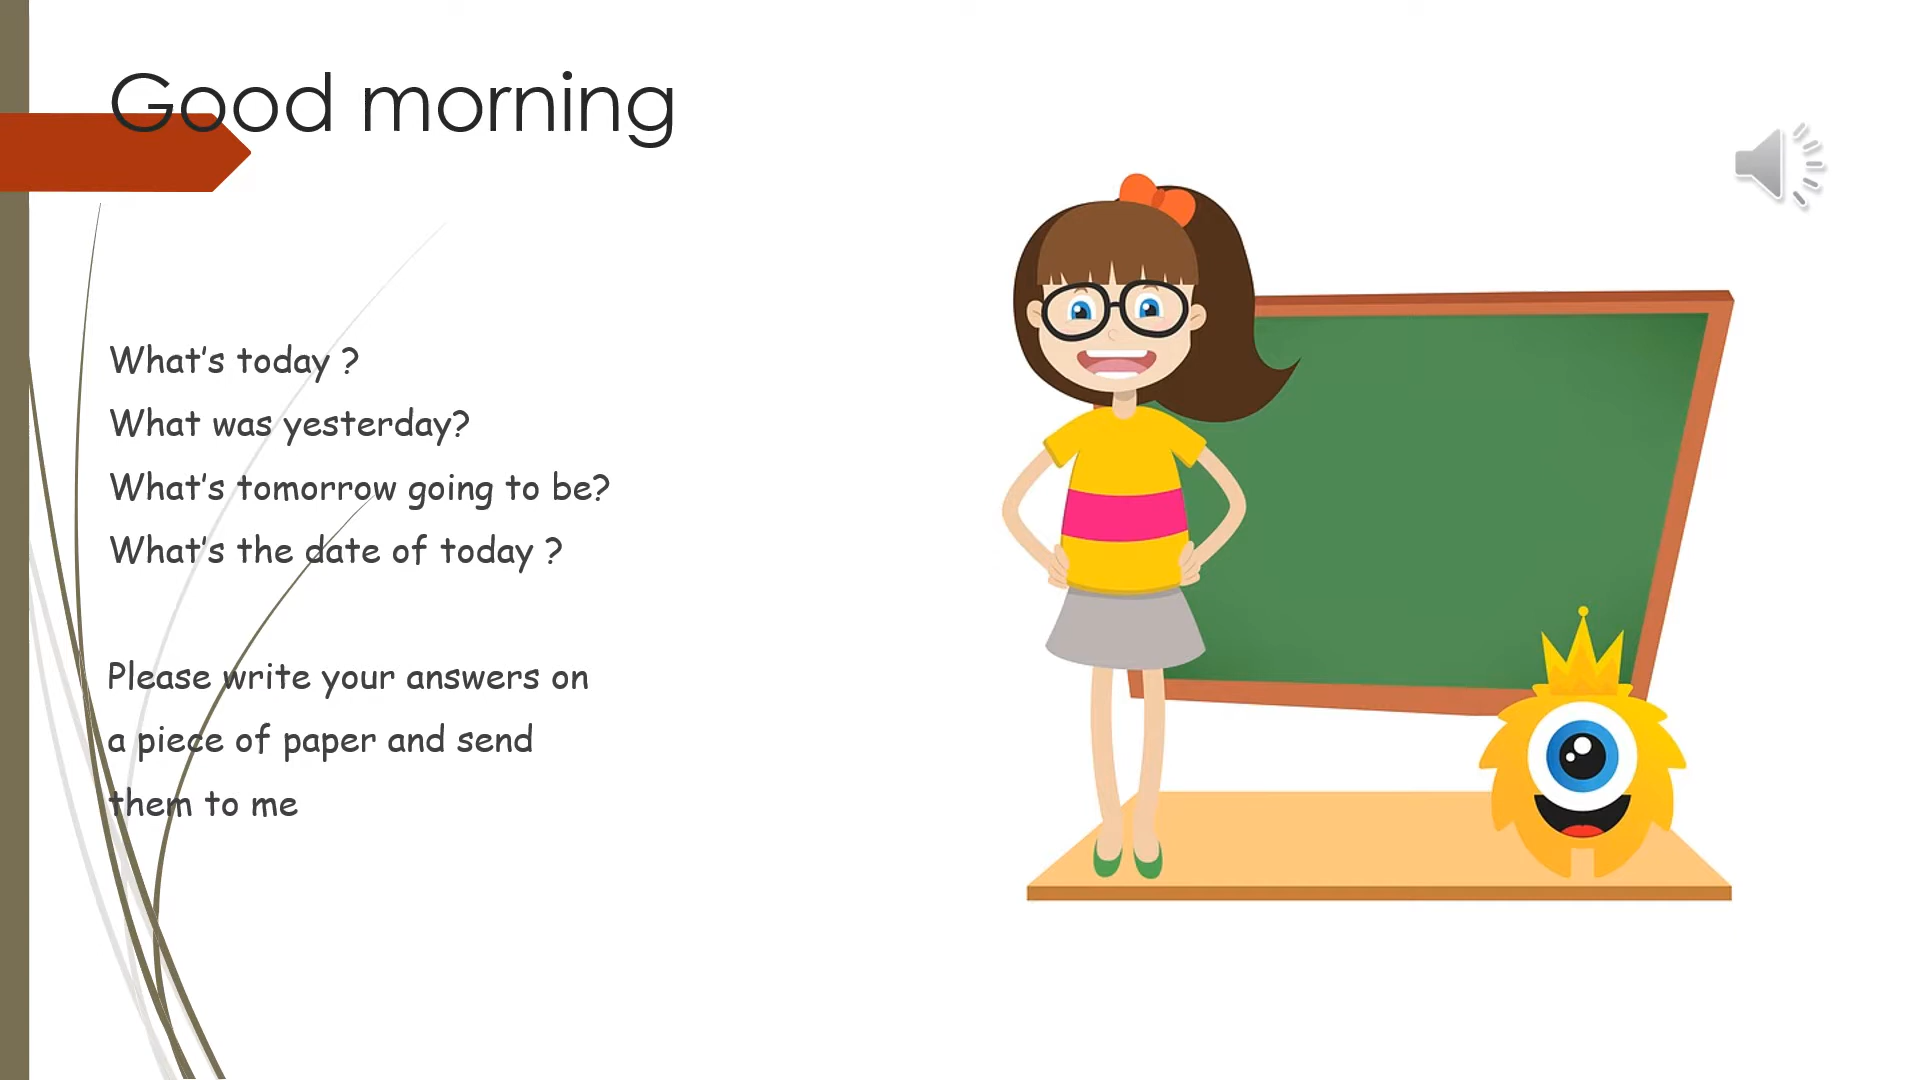 Good morning
What's today ?
What was yesterday?
What's tomorrow going to be?
What's the date of today ?
Please write your answers on
a piece of paper and send
them to me